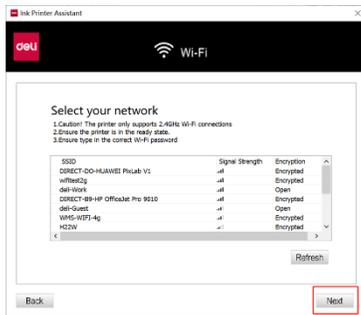 Ink Printer Assistant
deli
Wi-Fi
Select your network
1.Caution! The printer only supports 2.4GHz Wi-Fi connections
2.Ensure the printer is in the ready state.
3.Ensure type in the correct Wi-Fi password
SSID Signal Strength Encryption
DIRECT-DO-HUAWEI PixLab V1 Encrypted
wifitest2g Encrypted
deli-Work Open
DIRECT-B9-HP OfficeJet Pro 9010 Encrypted
deli-Guest Open
WMS-WIFI-4g Encrypted
H22W Encrypted
Refresh
Back Next